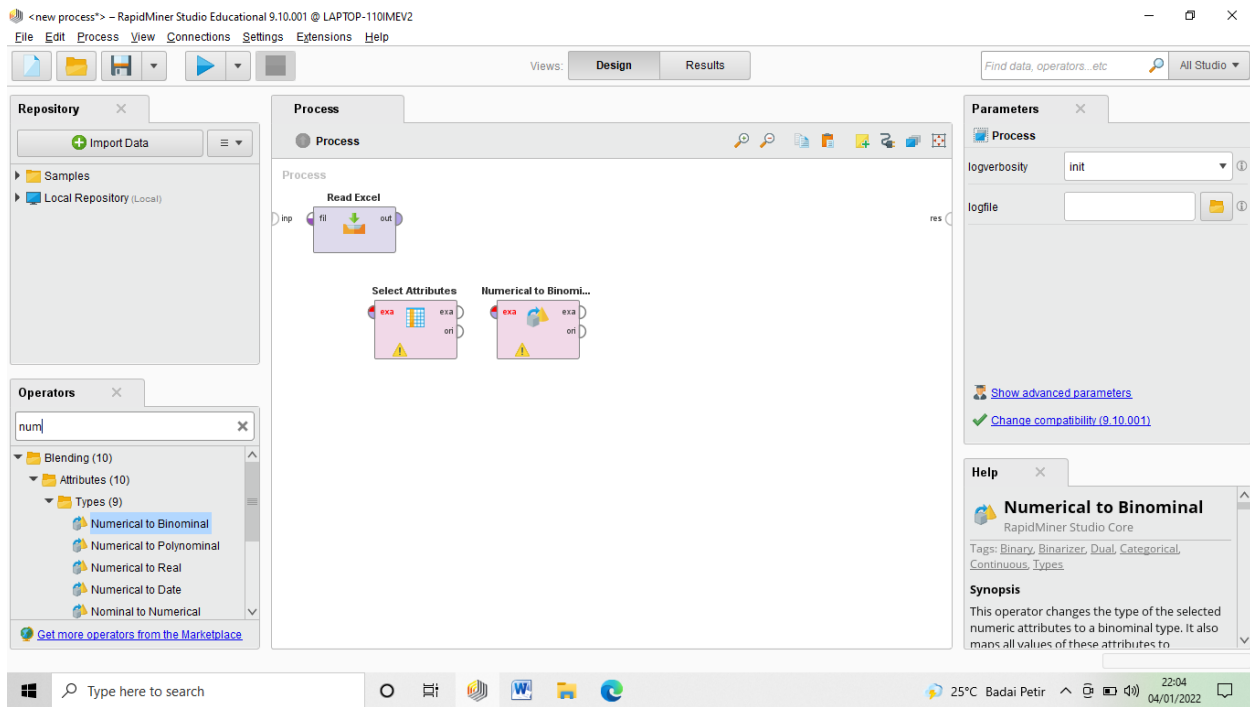 <new process*> – RapidMiner Studio Educational 9.10.001 @ LAPTOP-110IMEV2
File Edit Process View Connections Settings Extensions Help
Views: Design Results
Find data, operators...etc
All Studio
Repository
Import Data
Samples
Local Repository (Local)
Process
Process
Process
Read Excel
inp
fil
out
res
Select Attributes
exa
exa
ori
Numerical to Binomi...
exa
exa
ori
Operators
num
Blending (10)
Attributes (10)
Types (9)
Numerical to Binominal
Numerical to Polynominal
Numerical to Real
Numerical to Date
Nominal to Numerical
Get more operators from the Marketplace
Parameters
Process
logverbosity
init
logfile
Show advanced parameters
Change compatibility (9.10.001)
Help
Numerical to Binominal
RapidMiner Studio Core
Tags: Binary, Binarizer, Dual, Categorical,
Continuous, Types
Synopsis
This operator changes the type of the selected
numeric attributes to a binominal type. It also
maps all values of these attributes to
Type here to search
25°C Badai Petir
22:04
04/01/2022